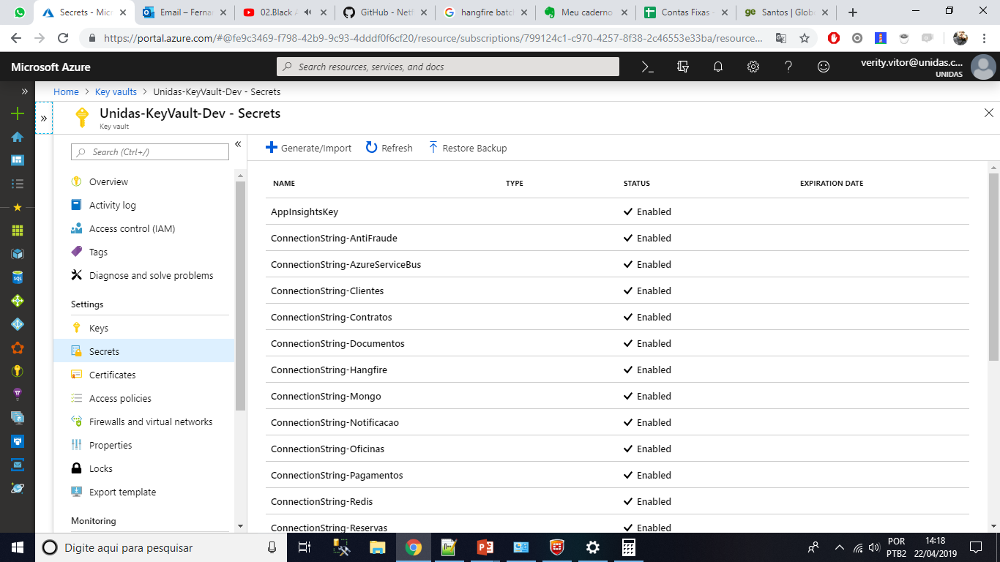 Secrets - Micr
Email – Fernan
02.Black A
GitHub - Netf
hangfire batch
Meu caderno
Contas Fixas -
ge Santos | Glob
https://portal.azure.com/#@fe9c3469-f798-42b9-9c93-4dddf0f6cf20/resource/subscriptions/799124c1-c970-4257-8f38-2c46553e33ba/resource...
Microsoft Azure
Search resources, services, and docs
verity.vitor@unidas.c...
UNIDAS
Home > Key vaults > Unidas-KeyVault-Dev - Secrets
Unidas-KeyVault-Dev - Secrets
Key vault
Search (Ctrl+/)
Overview
Activity log
Access control (IAM)
Tags
Diagnose and solve problems
Settings
Keys
Secrets
Certificates
Access policies
Firewalls and virtual networks
Properties
Locks
Export template
Monitoring
Generate/Import Refresh Restore Backup
NAME TYPE STATUS EXPIRATION DATE
AppInsightsKey Enabled
ConnectionString-AntiFraude Enabled
ConnectionString-AzureServiceBus Enabled
ConnectionString-Clientes Enabled
ConnectionString-Contratos Enabled
ConnectionString-Documentos Enabled
ConnectionString-Hangfire Enabled
ConnectionString-Mongo Enabled
ConnectionString-Notificacao Enabled
ConnectionString-Oficinas Enabled
ConnectionString-Pagamentos Enabled
ConnectionString-Redis Enabled
ConnectionString-Reservas Enabled
Digite aqui para pesquisar
POR
PTB2
14:18
22/04/2019